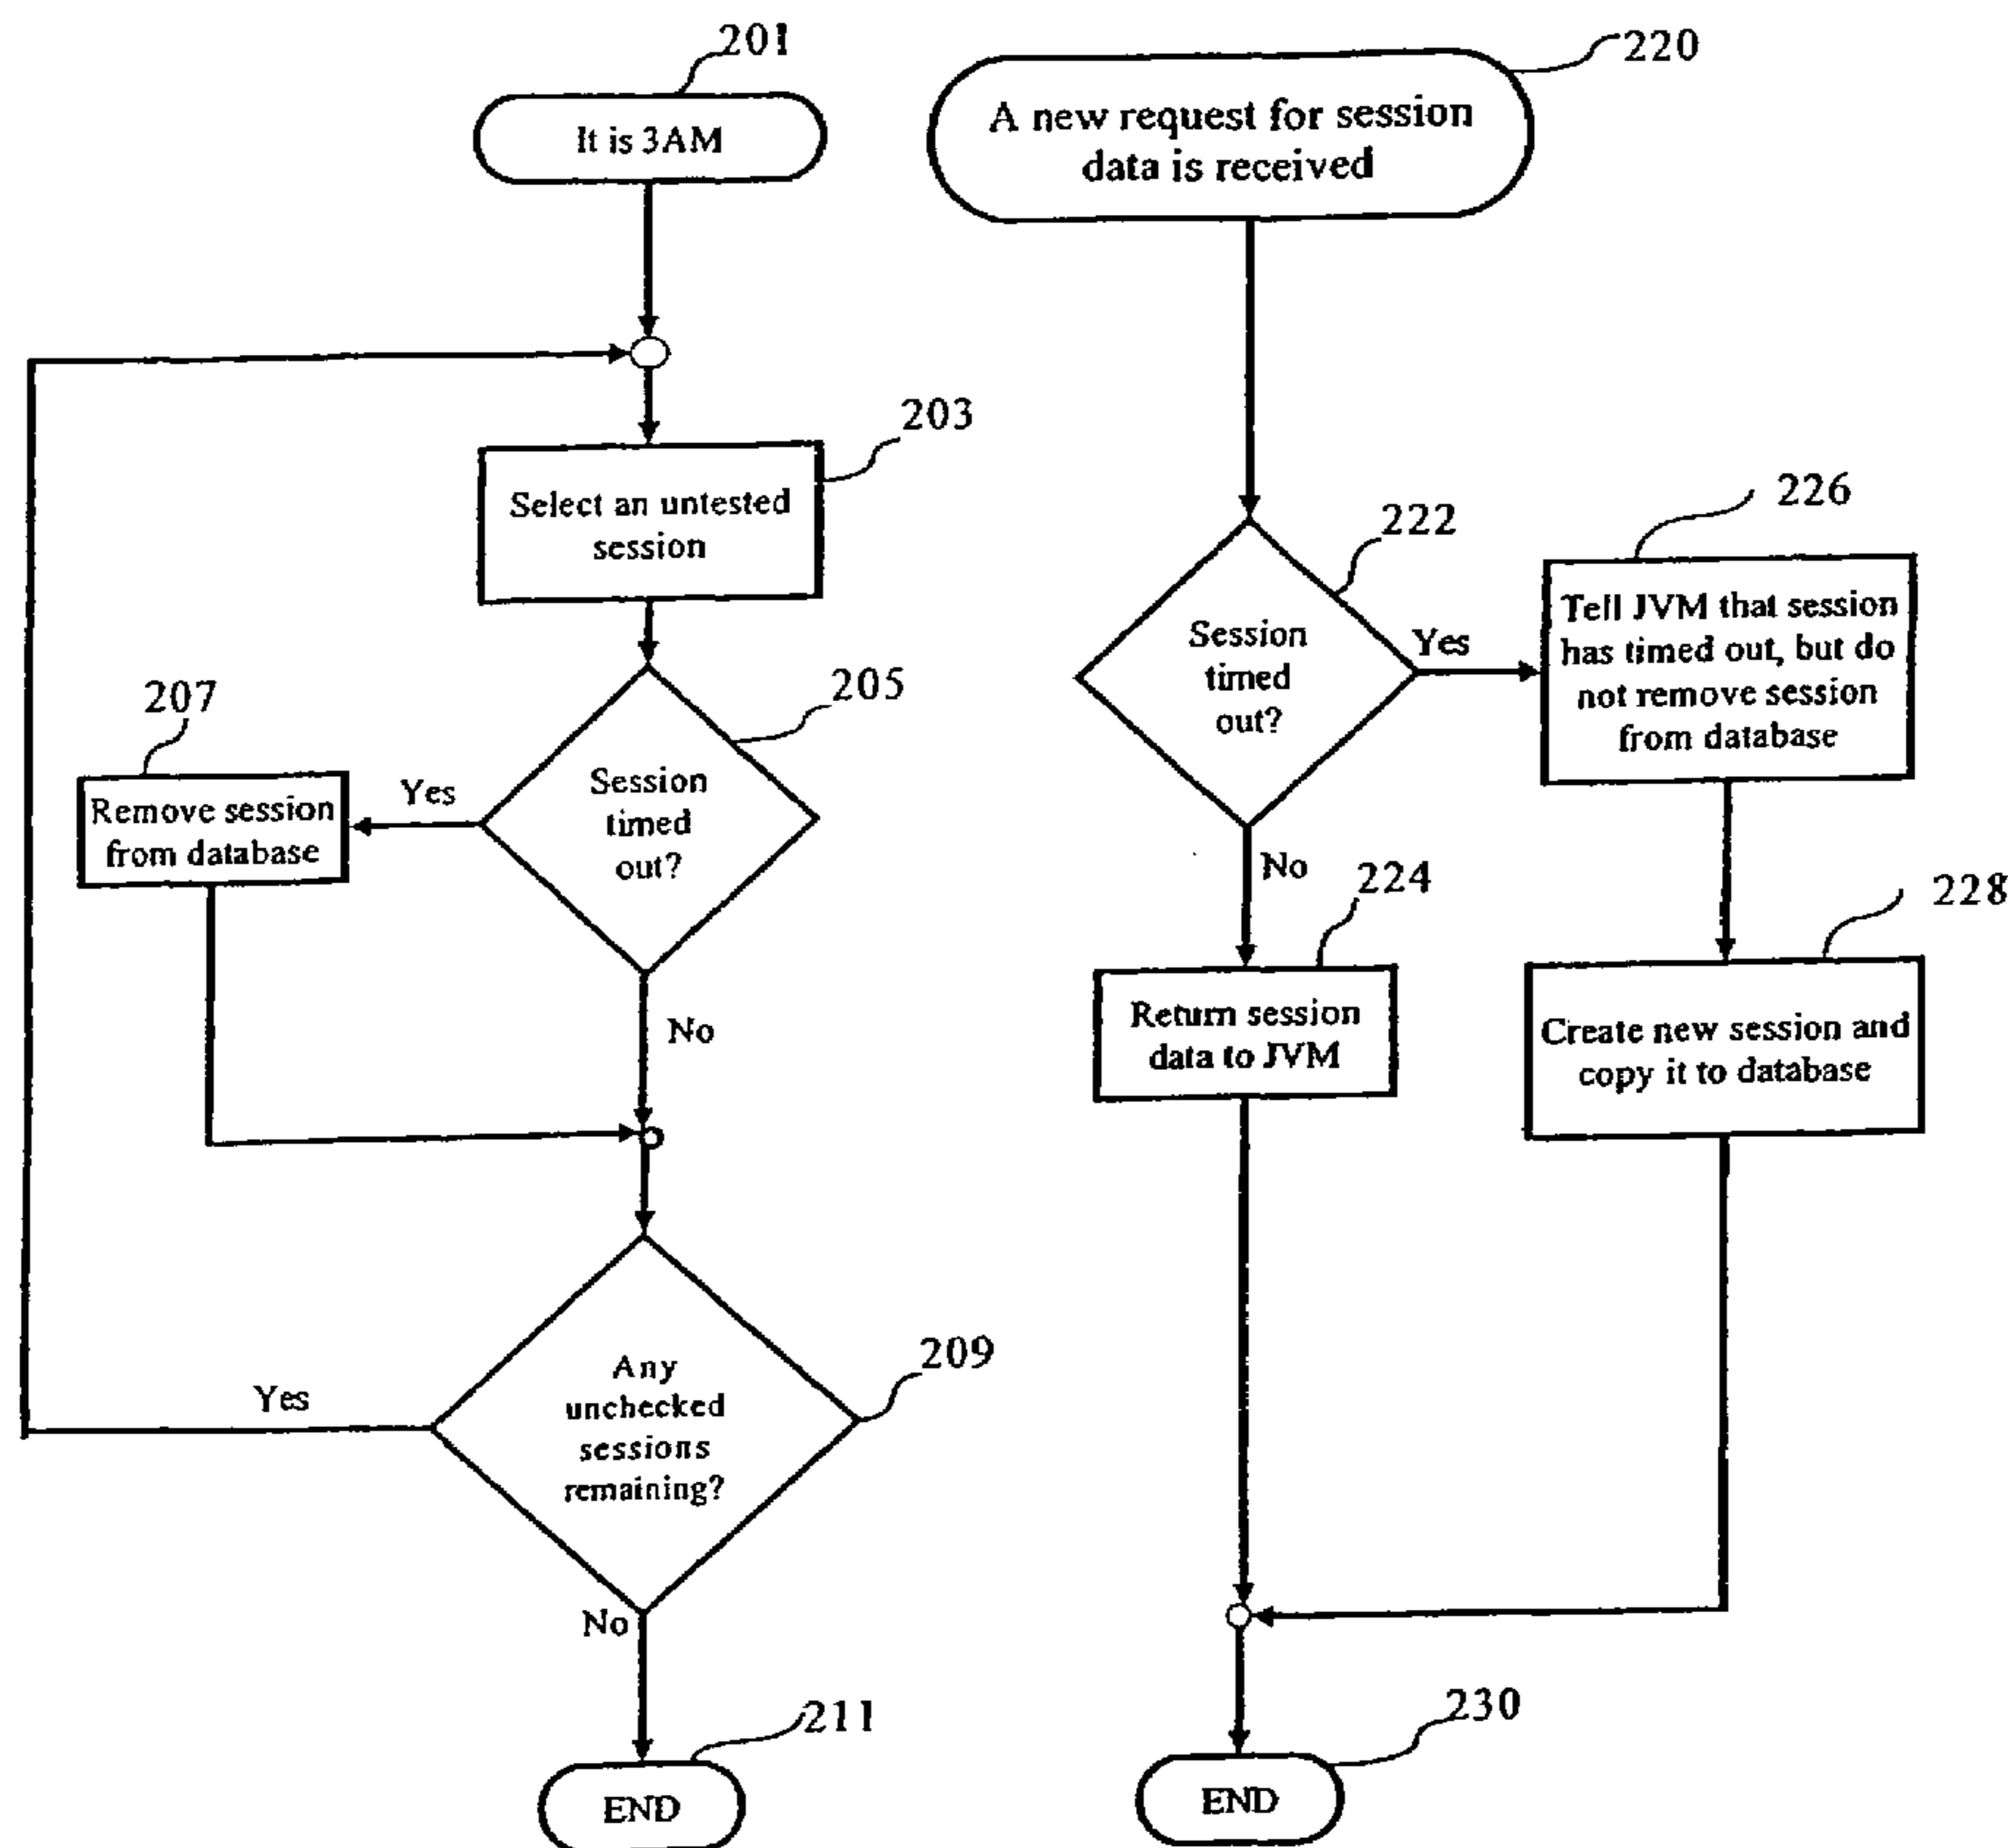 201
It is 3AM
203
Select an untested
session
205
Session
timed
out?
Yes
207
Remove session
from database
No
209
Any
unchecked
sessions
remaining?
Yes
No
211
END
220
A new request for session
data is received
222
Session
timed
out?
Yes
226
Tell JVM that session
has timed out, but do
not remove session
from database
No
224
Return session
data to JVM
228
Create new session and
copy it to database
230
END